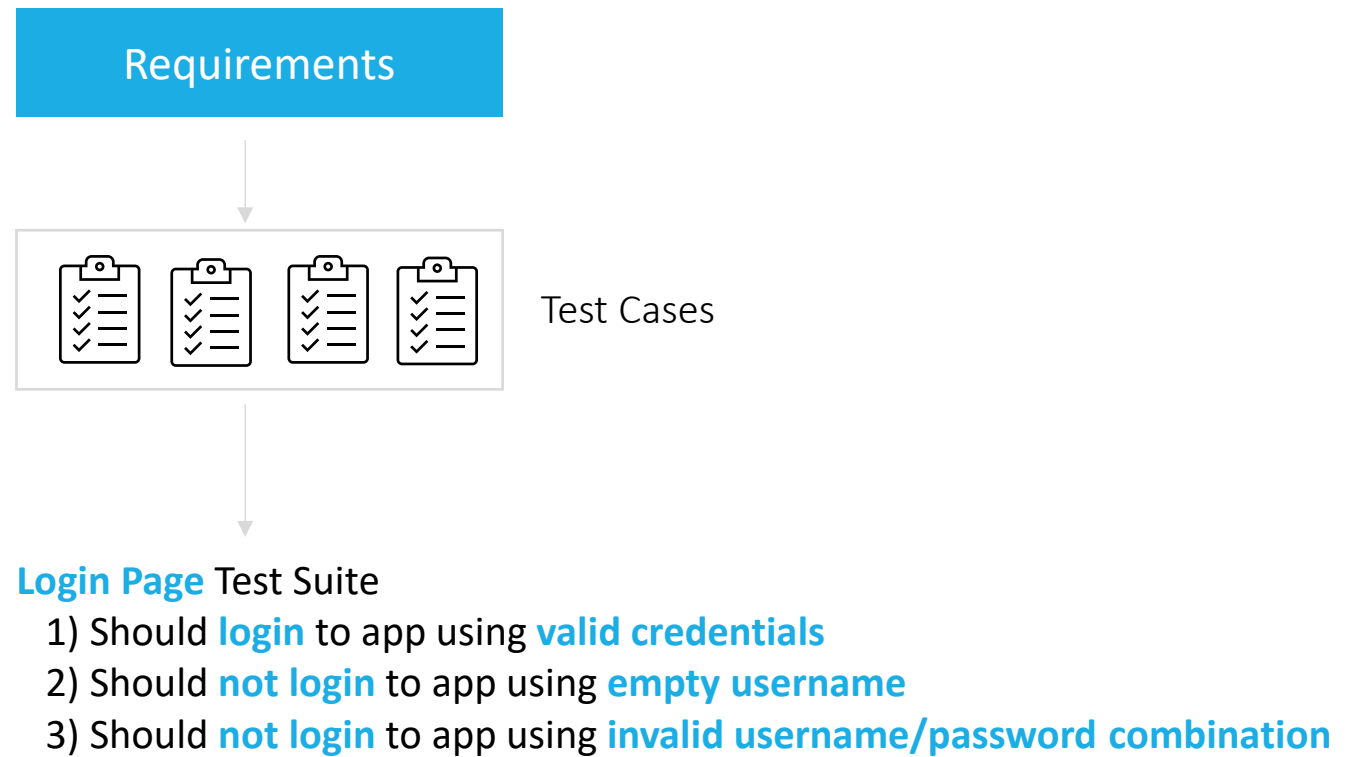 Requirements
Test Cases
Login Page Test Suite
1) Should login to app using valid credentials
2) Should not login to app using empty username
3) Should not login to app using invalid username/password combination